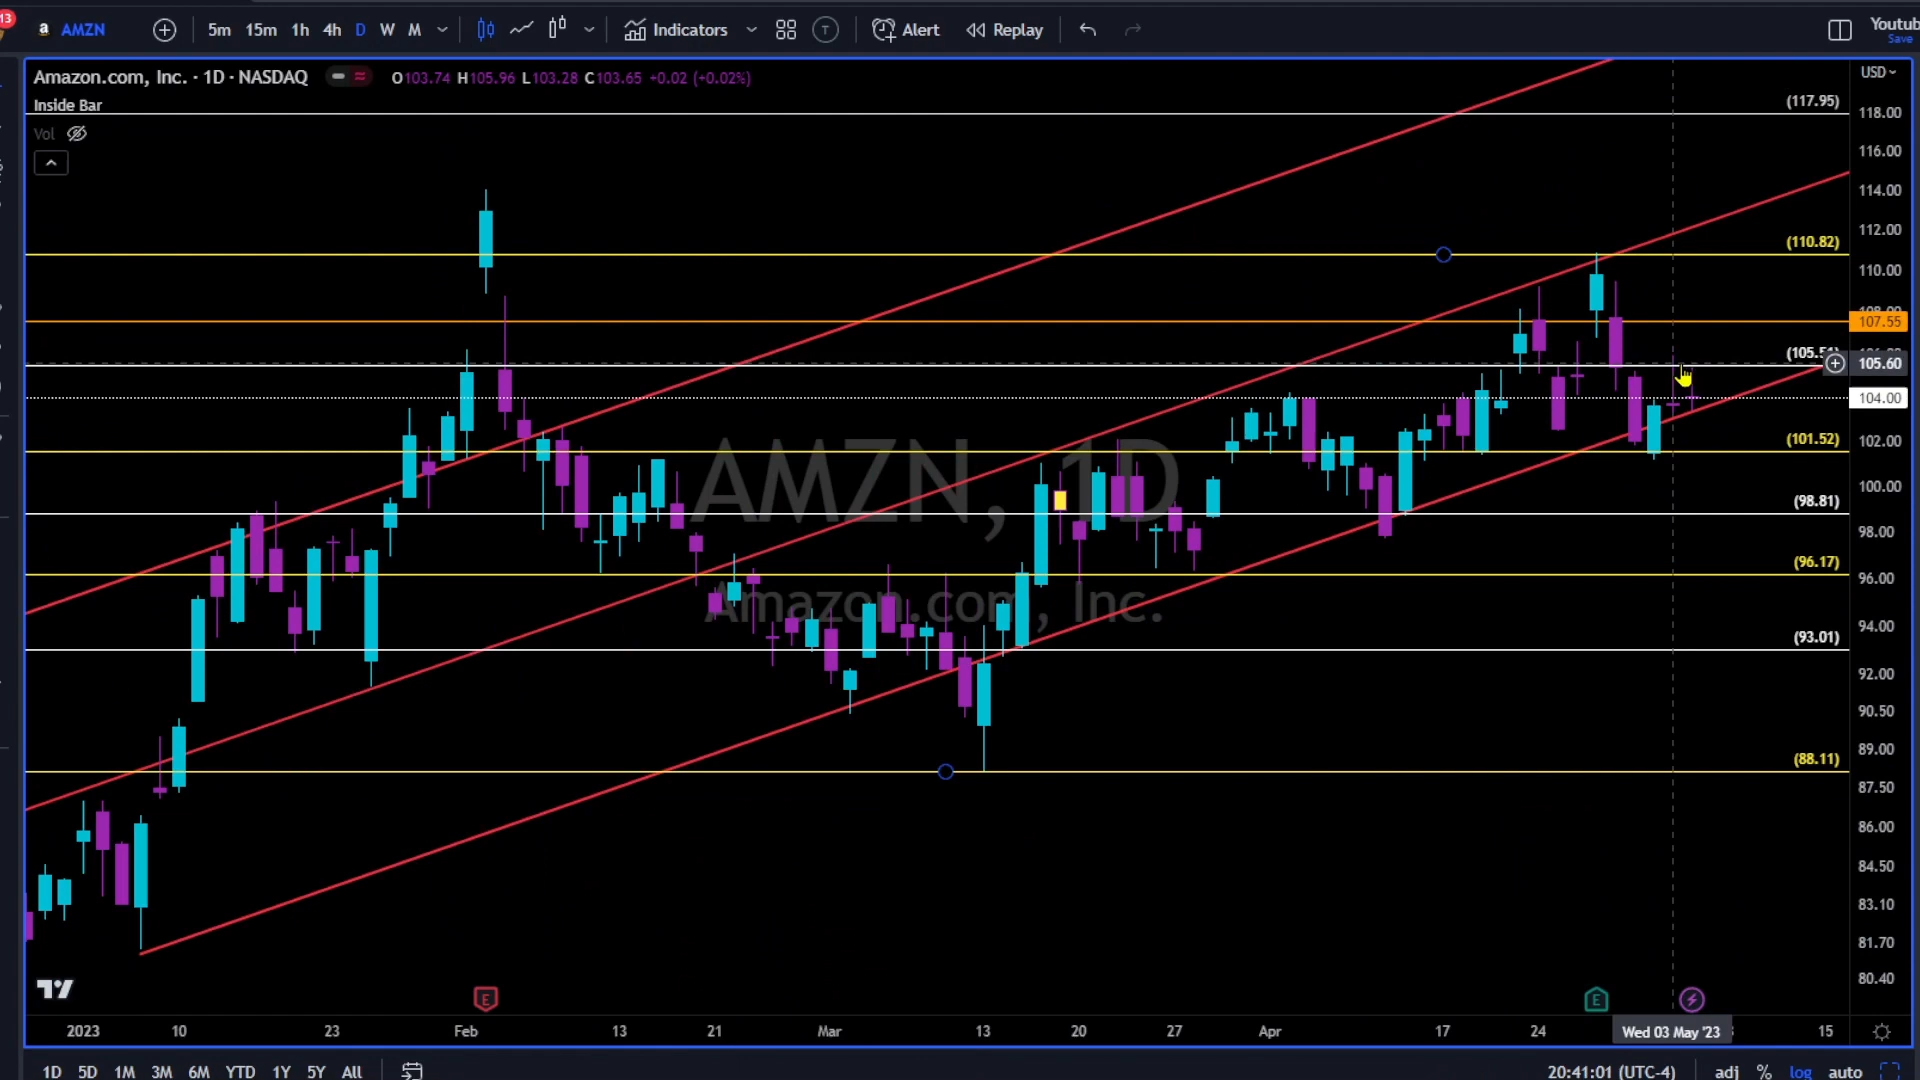 13
a AMZN
5m 15m 1h 4h D W M
Indicators
T
Alert
Replay
Youtub
Save
Amazon.com, Inc. · 1D · NASDAQ
O103.74 H105.96 L103.28 C103.65 +0.02 (+0.02%)
USD
Inside Bar
Vol
(117.95)
118.00
116.00
114.00
112.00
(110.82)
110.00
108.00
107.55
(105.51)
105.60
104.00
102.00
(101.52)
100.00
(98.81)
98.00
(96.17)
96.00
94.00
(93.01)
92.00
90.50
89.00
(88.11)
87.50
86.00
84.50
83.10
81.70
80.40
AMZN, 1D
Amazon.com, Inc.
E
E
2023 10 23 Feb 13 21 Mar 13 20 27 Apr 17 24 Wed 03 May '23 15
1D 5D 1M 3M 6M YTD 1Y 5Y All
20:41:01 (UTC-4) adj % log auto